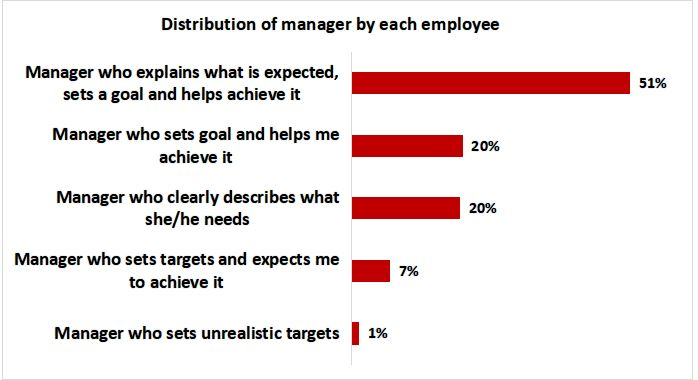 Distribution of manager by each employee
Manager who explains what is expected,
sets a goal and helps achieve it
51%
Manager who sets goal and helps me
achieve it
20%
Manager who clearly describes what
she/he needs
20%
Manager who sets targets and expects me
to achieve it
7%
Manager who sets unrealistic targets
1%